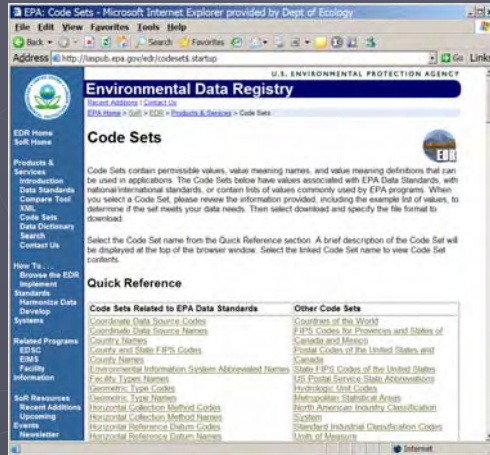 EPA: Code Sets - Microsoft Internet Explorer provided by Dept of Ecology
File Edit View Favorites Tools Help
Back Search Favorites
Address http://iaspub.epa.gov/edr/codeset$.startup Go Links
U.S. ENVIRONMENTAL PROTECTION AGENCY
Environmental Data Registry
Recent Additions | Contact Us
EPA Home > SoR > EDR > Products & Services > Code Sets
EDR Home
SoR Home
Products &
Services
Introduction
Data Standards
Compare Tool
XML
Code Sets
Data Dictionary
Search
Contact Us
How To . . .
Browse the EDR
Implement
Standards
Harmonize Data
Develop
Systems
Related Programs
EDSC
EIMS
Facility
Information
SoR Resources
Recent Additions
Upcoming
Events
Newsletter
Code Sets
EDR
Code Sets contain permissible values, value meaning names, and value meaning definitions that can
be used in applications. The Code Sets below have values associated with EPA Data Standards, with
national/international standards, or contain lists of values commonly used by EPA programs. When
you select a Code Set, please review the information provided, including the example list of values, to
determine if the set meets your data needs. Then select download and specify the file format to
download.
Select the Code Set name from the Quick Reference section. A brief description of the Code Set will
be displayed at the top of the browser window. Select the linked Code Set name to view Code Set
contents.
Quick Reference
Code Sets Related to EPA Data Standards
Coordinate Data Source Codes
Coordinate Data Source Names
Country Names
County and State FIPS Codes
Country Names
Environmental Information System Abbreviated Names
Facility Types Names
Geometric Type Codes
Geometric Type Names
Horizontal Collection Method Codes
Horizontal Collection Method Names
Horizontal Reference Datum Codes
Horizontal Reference Datum Names
Other Code Sets
Countries of the World
FIPS Codes for Provinces and States of
Canada and Mexico
Postal Codes of the United States and
Canada
State FIPS Codes of the United States
US Postal Service State Abbreviations
Hydrologic Unit Codes
Metropolitan Statistical Areas
North American Industry Classification
System
Standard Industrial Classification Codes
Units of Measure
Internet